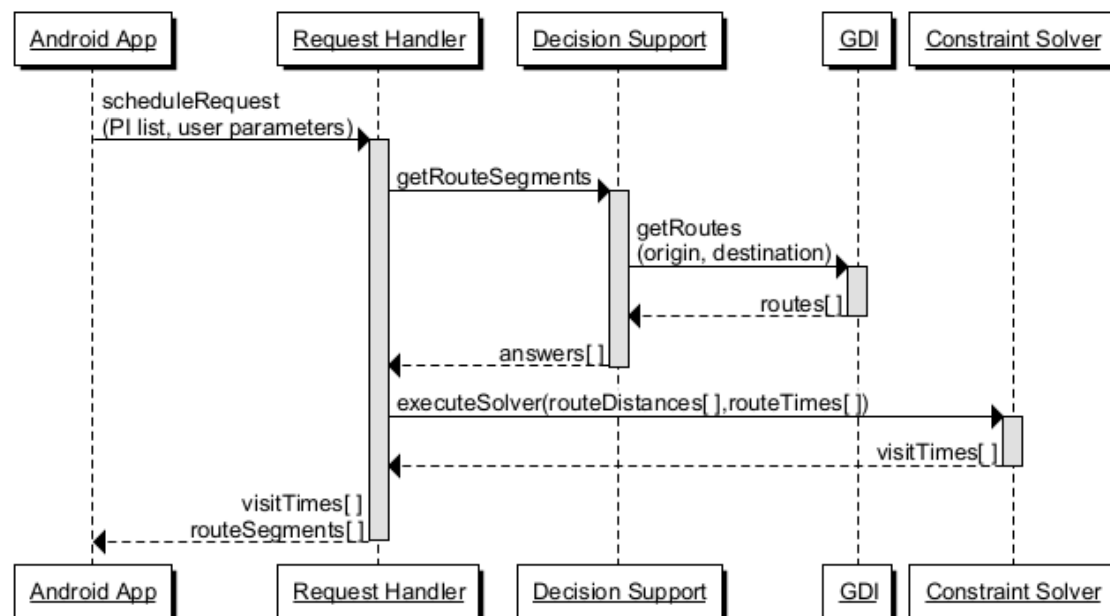 Android App
Request Handler
Decision Support
GDI
Constraint Solver
scheduleRequest
(PI list, user parameters)
getRouteSegments
getRoutes
(origin, destination)
routes[ ]
answers[ ]
executeSolver(routeDistances[ ],routeTimes[ ])
visitTimes[ ]
visitTimes[ ]
routeSegments[ ]
Android App
Request Handler
Decision Support
GDI
Constraint Solver